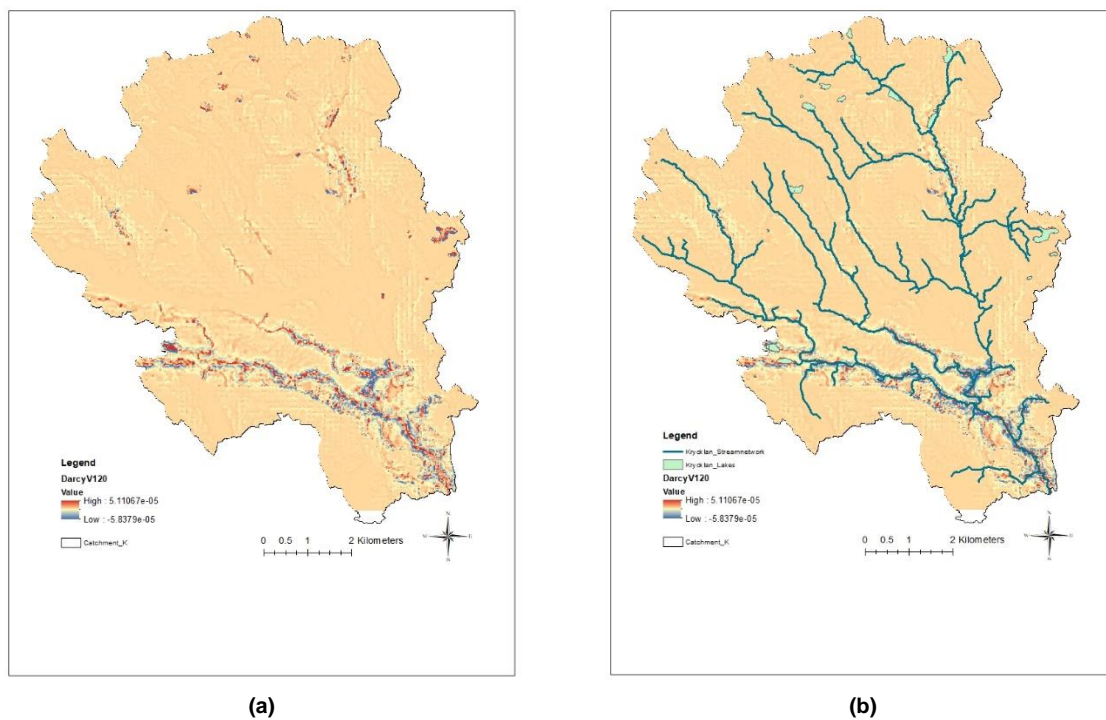 Legend
DarcyV120
Value
High : 5.11067e-05
Low : -5.8379e-05
Catchment_K
0 0.5 1 2 Kilometers
N
W E
S
(a)
Legend
Krycklan_Streamnetwork
Krycklan_Lakes
DarcyV120
Value
High : 5.11067e-05
Low : -5.8379e-05
Catchment_K
0 0.5 1 2 Kilometers
N
W E
S
(b)